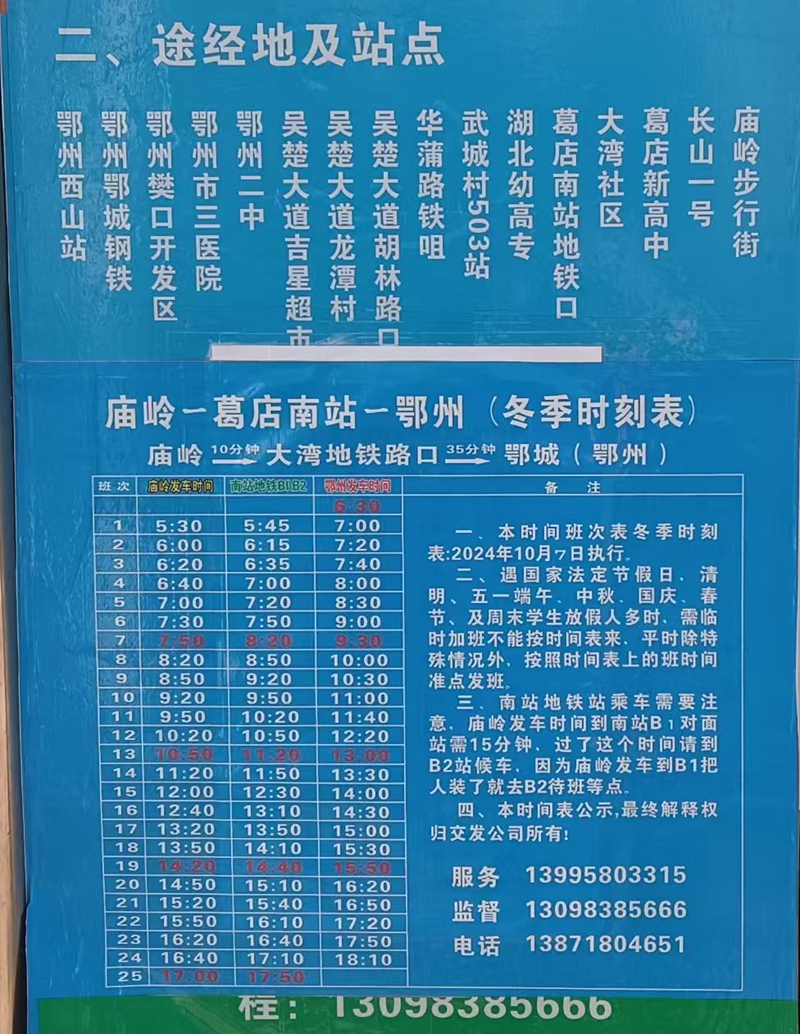 二、途经地及站点
鄂州西山站
鄂州鄂城钢铁
鄂州樊口开发区
鄂州市三医院
鄂州二中
吴楚大道吉星超市
吴楚大道龙潭村
吴楚大道胡林路口
华蒲路铁咀
武城村503站
湖北幼高专
葛店南站地铁口
大湾社区
葛店新高中
长山一号
庙岭步行街
庙岭－葛店南站－鄂州（冬季时刻表）
庙岭 10分钟 大湾地铁路口 35分钟 鄂城（鄂州）
班次 庙岭发车时间 南站地铁B1B2 鄂州发车时间 备 注
6:30
1 5:30 5:45 7:00
2 6:00 6:15 7:20
3 6:20 6:35 7:40
4 6:40 7:00 8:00
5 7:00 7:20 8:30
6 7:30 7:50 9:00
7 7:50 8:20 9:30
8 8:20 8:50 10:00
9 8:50 9:20 10:30
10 9:20 9:50 11:00
11 9:50 10:20 11:40
12 10:20 10:50 12:20
13 10:50 11:20 13:00
14 11:20 11:50 13:30
15 12:00 12:30 14:00
16 12:40 13:10 14:30
17 13:20 13:50 15:00
18 13:50 14:10 15:30
19 14:20 14:40 15:50
20 14:50 15:10 16:20
21 15:20 15:40 16:50
22 15:50 16:10 17:20
23 16:20 16:40 17:50
24 16:40 17:10 18:10
25 17:00 17:50
一、本时间班次表冬季时刻
表:2024年10月7日执行。
二、遇国家法定节假日、清
明、五一端午、中秋、国庆、春
节、及周末学生放假人多时，需临
时加班不能按时间表来，平时除特
殊情况外，按照时间表上的班时间
准点发班。
三、南站地铁站乘车需要注
意，庙岭发车时间到南站B1对面
站需15分钟，过了这个时间请到
B2站候车，因为庙岭发车到B1把
人装了就去B2待班等点。
四、本时间表公示,最终解释权
归交发公司所有!
服务 13995803315
监督 13098385666
电话 13871804651
程：13098385666